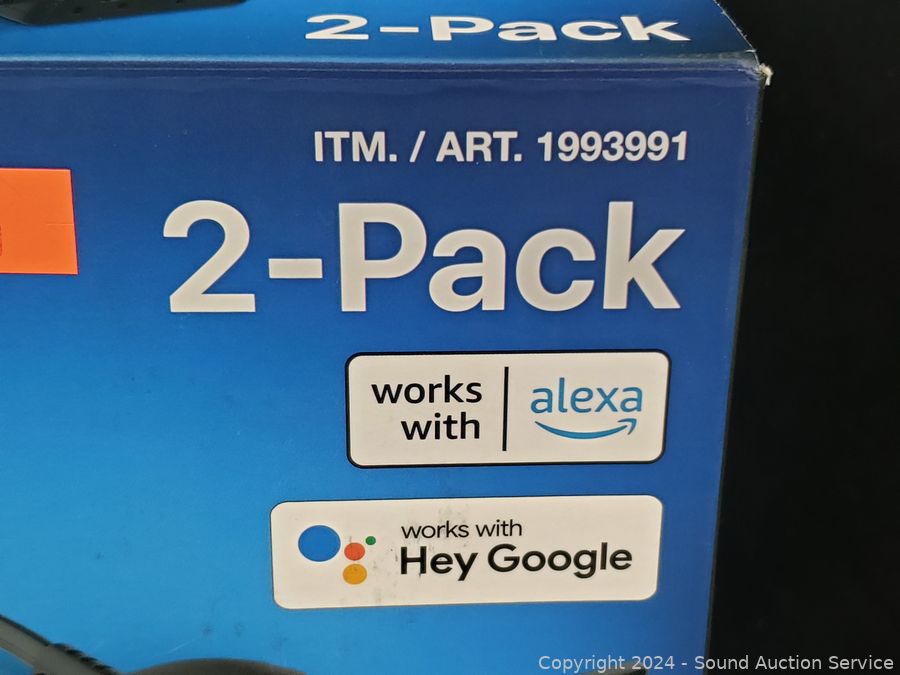 2-Pack
ITM. / ART. 1993991
2-Pack
works
with
alexa
works with
Hey Google
Copyright 2024 - Sound Auction Service